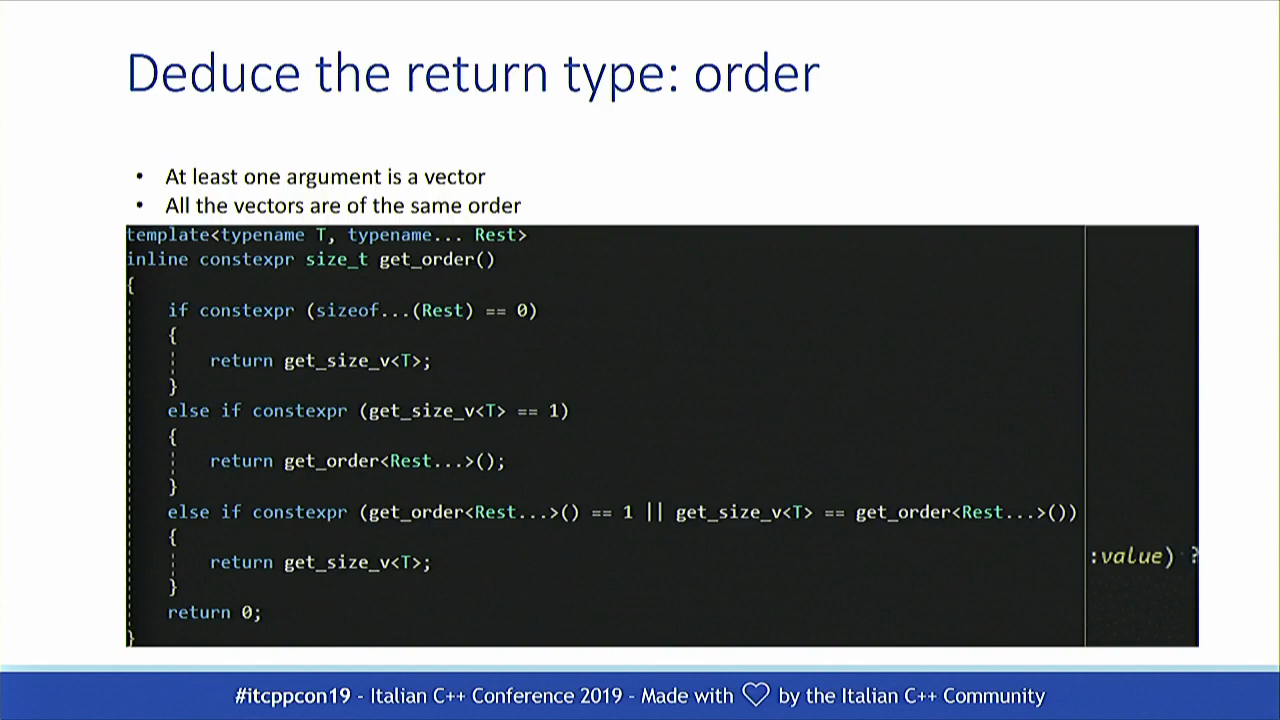 Deduce the return type: order
• At least one argument is a vector
• All the vectors are of the same order
template<typename T, typename... Rest>
inline constexpr size_t get_order()
{
if constexpr (sizeof...(Rest) == 0)
{
return get_size_v<T>;
}
else if constexpr (get_size_v<T> == 1)
{
return get_order<Rest...>();
}
else if constexpr (get_order<Rest...>() == 1 || get_size_v<T> == get_order<Rest...>())
{
:value) ?
return get_size_v<T>;
}
return 0;
}
#itcppcon19 - Italian C++ Conference 2019 - Made with ♡ by the Italian C++ Community